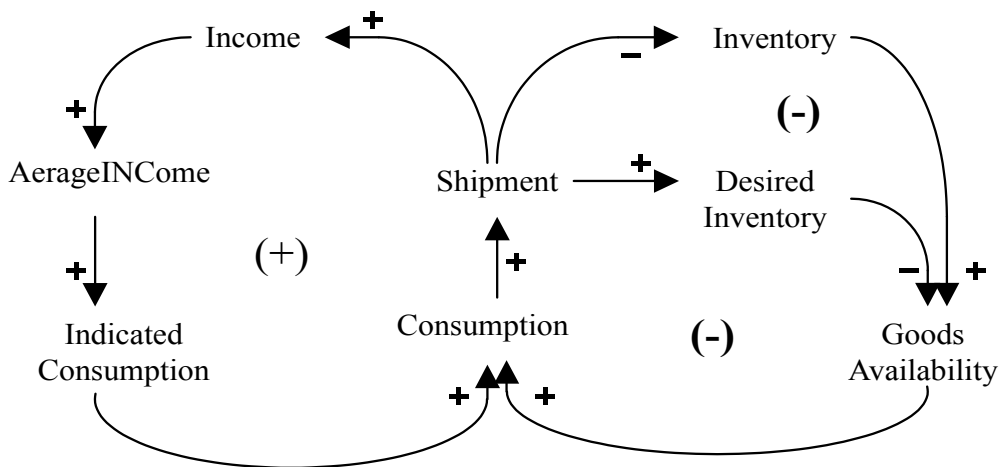 +
Income
+
Inventory
−
+
(-)
AerageINCome
Shipment
+
Desired
Inventory
(+)
+
+
−
+
Indicated
Consumption
Consumption
(-)
Goods
Availability
+
+